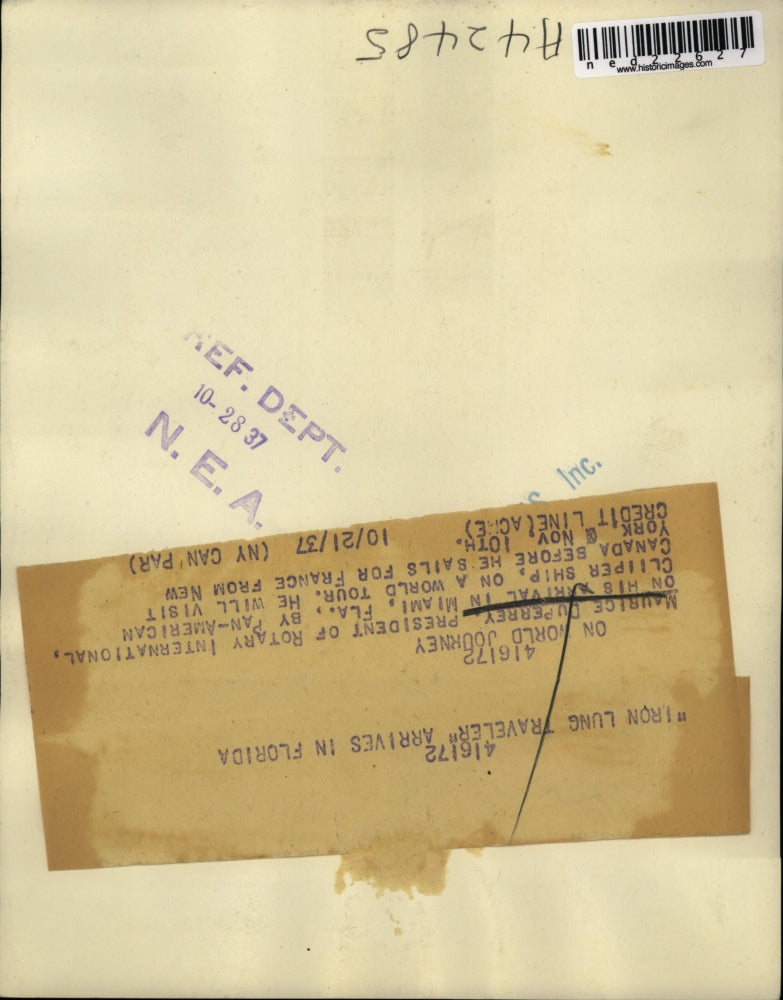 A42485
ned22627
www.historicimages.com
REF. DEPT.
10-28 37
N. E. A.
Inc.
"IRON LUNG TRAVELER" ARRIVES IN FLORIDA
416172
416172
ON WORLD JOURNEY
MAURICE DUPERREY, PRESIDENT OF ROTARY INTERNATIONAL,
ON HIS ARRIVAL IN MIAMI, FLA., BY PAN-AMERICAN
CLIIPER SHIP, ON A WORLD TOUR. HE WILL VISIT
CANADA BEFORE HE SAILS FOR FRANCE FROM NEW
YORK NOV. 10TH.
CREDIT LINE(ACME) 10/21/37 (NY CAN PAR)